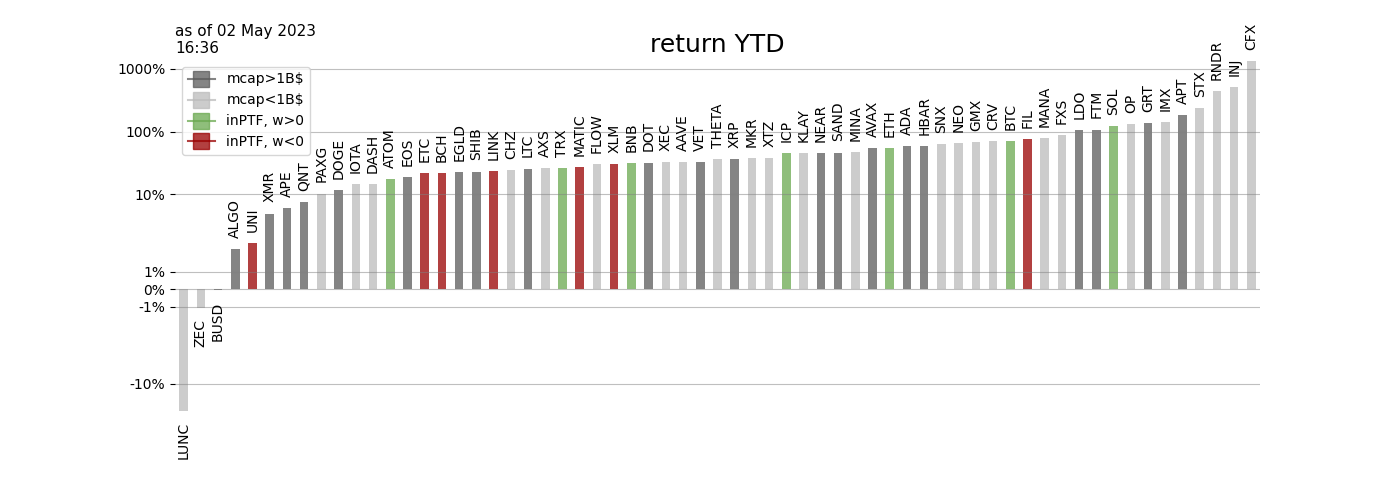 as of 02 May 2023
16:36
return YTD
1000%
100%
10%
1%
0%
-1%
-10%
mcap>1B$
mcap<1B$
inPTF, w>0
inPTF, w<0
LUNC
ZEC
BUSD
ALGO
UNI
XMR
APE
QNT
PAXG
DOGE
IOTA
DASH
ATOM
EOS
ETC
BCH
EGLD
SHIB
LINK
CHZ
LTC
AXS
TRX
MATIC
FLOW
XLM
BNB
DOT
XEC
AAVE
VET
THETA
XRP
MKR
XTZ
ICP
KLAY
NEAR
SAND
MINA
AVAX
ETH
ADA
HBAR
SNX
NEO
GMX
CRV
BTC
FIL
MANA
FXS
LDO
FTM
SOL
OP
GRT
IMX
APT
STX
RNDR
INJ
CFX